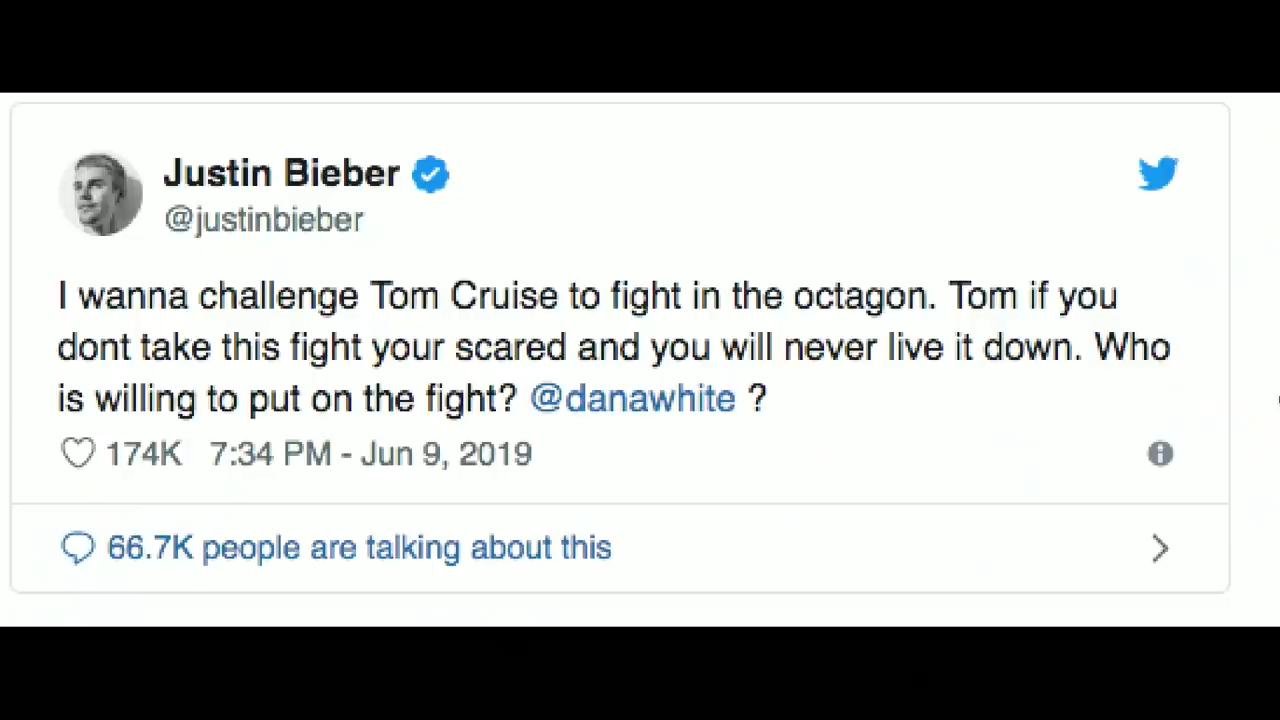 Justin Bieber
@justinbieber
I wanna challenge Tom Cruise to fight in the octagon. Tom if you
dont take this fight your scared and you will never live it down. Who
is willing to put on the fight? @danawhite ?
174K 7:34 PM - Jun 9, 2019
66.7K people are talking about this